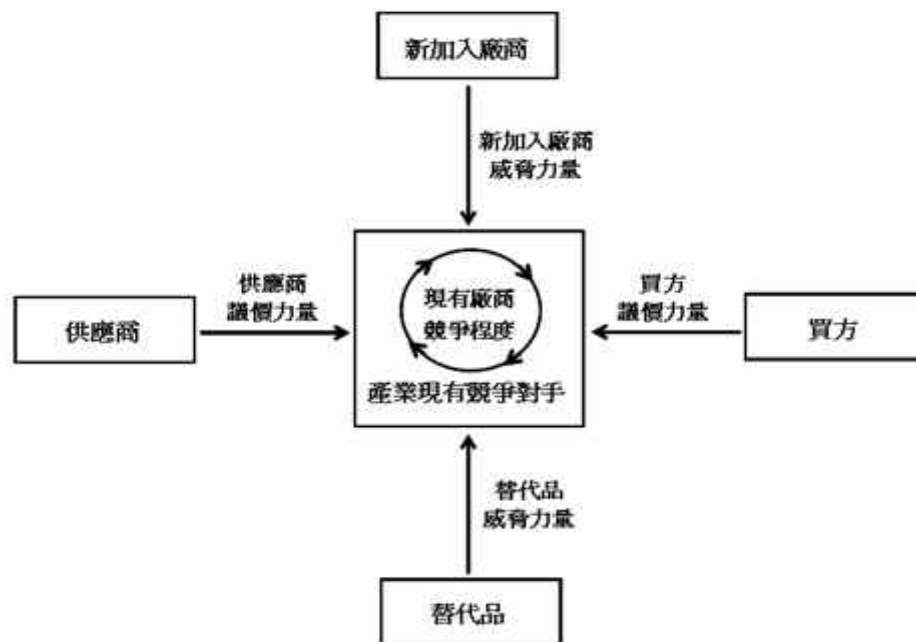 新加入廠商
新加入廠商
威脅力量
供應商
議價力量
買方
議價力量
供應商
現有廠商
競爭程度
買方
產業現有競爭對手
替代品
威脅力量
替代品